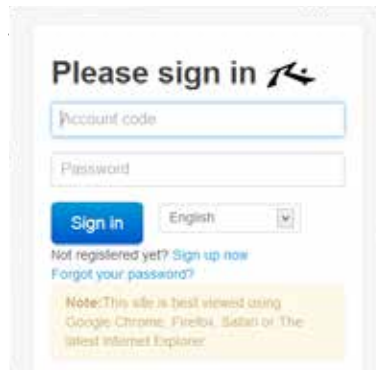 Please sign in
Account code
Password
Sign in
English
Not registered yet? Sign up now
Forgot your password?
Note:This site is best viewed using
Google Chrome, Firefox, Safari or The
latest Internet Explorer